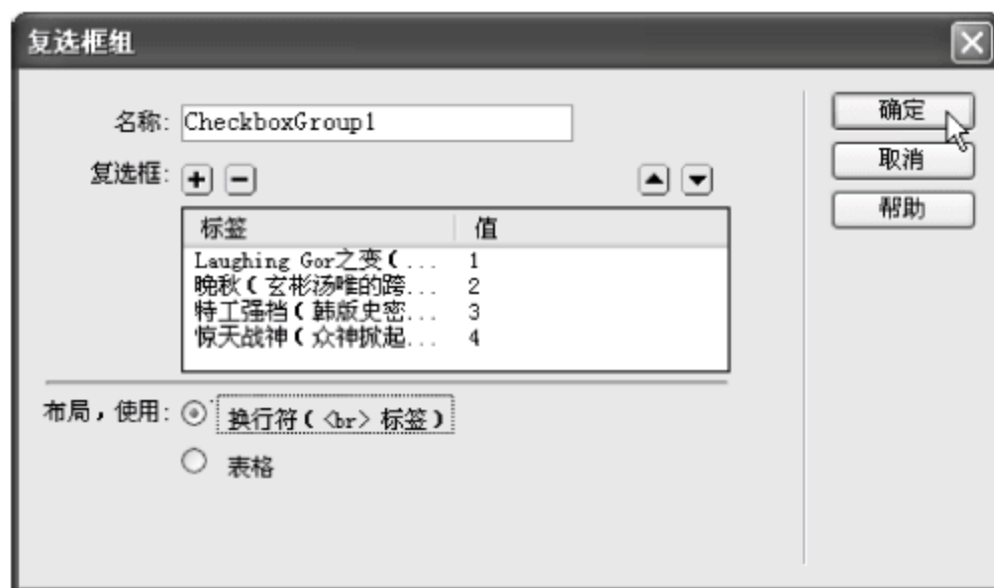 复选框组
名称: CheckboxGroup1
确定
取消
帮助
复选框:
标签 值
Laughing Gor之变(... 1
晚秋(玄彬汤唯的跨... 2
特工强档(韩版史密... 3
惊天战神(众神掀起... 4
布局，使用: 换行符(<br> 标签)
表格